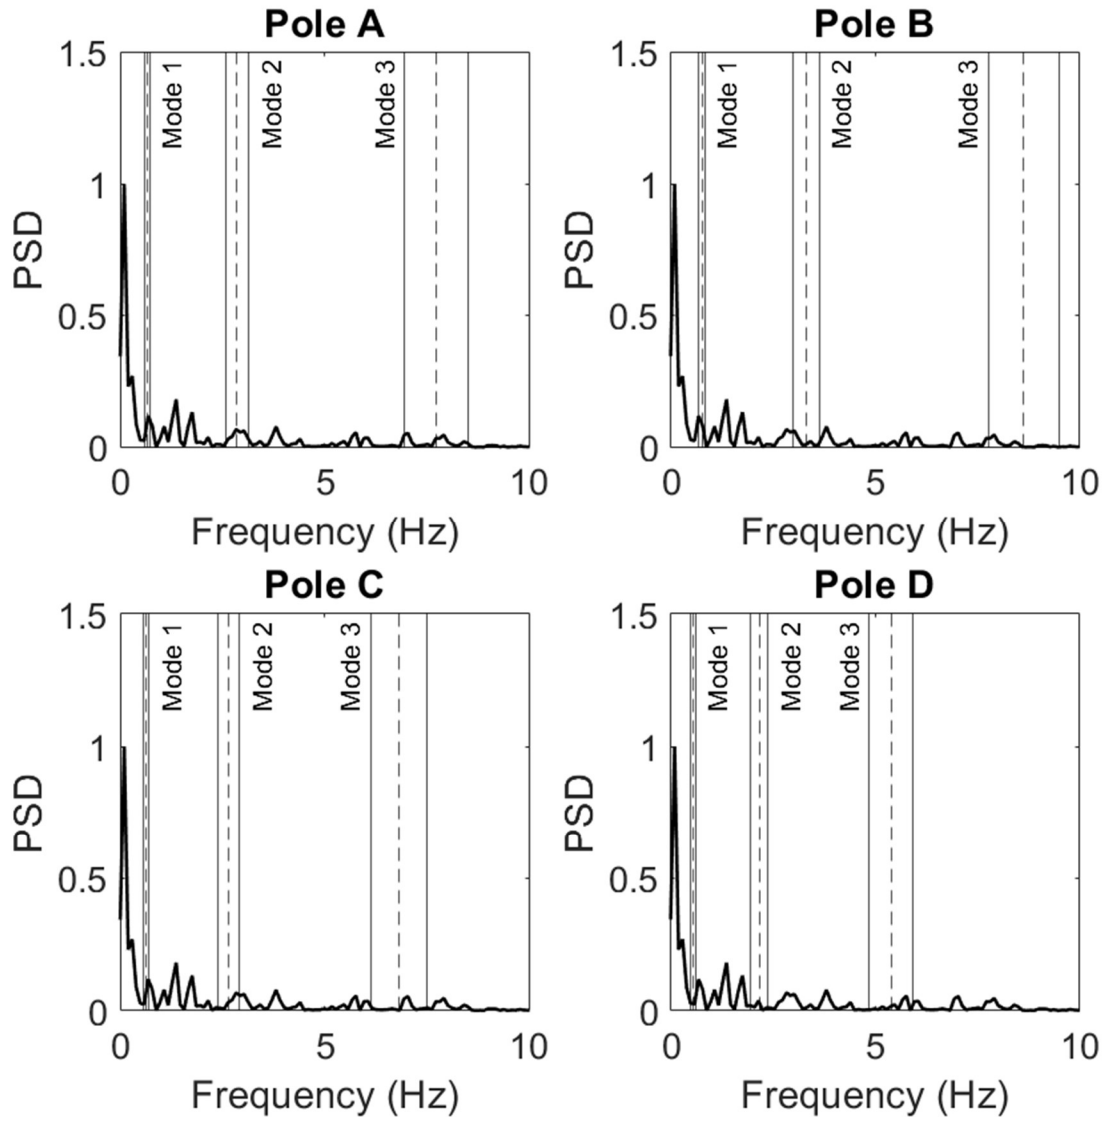 Pole A
1.5
1
0.5
0
PSD
Mode 1
Mode 2
Mode 3
0 5 10
Frequency (Hz)
Pole B
1.5
1
0.5
0
PSD
Mode 1
Mode 2
Mode 3
0 5 10
Frequency (Hz)
Pole C
1.5
1
0.5
0
PSD
Mode 1
Mode 2
Mode 3
0 5 10
Frequency (Hz)
Pole D
1.5
1
0.5
0
PSD
Mode 1
Mode 2
Mode 3
0 5 10
Frequency (Hz)